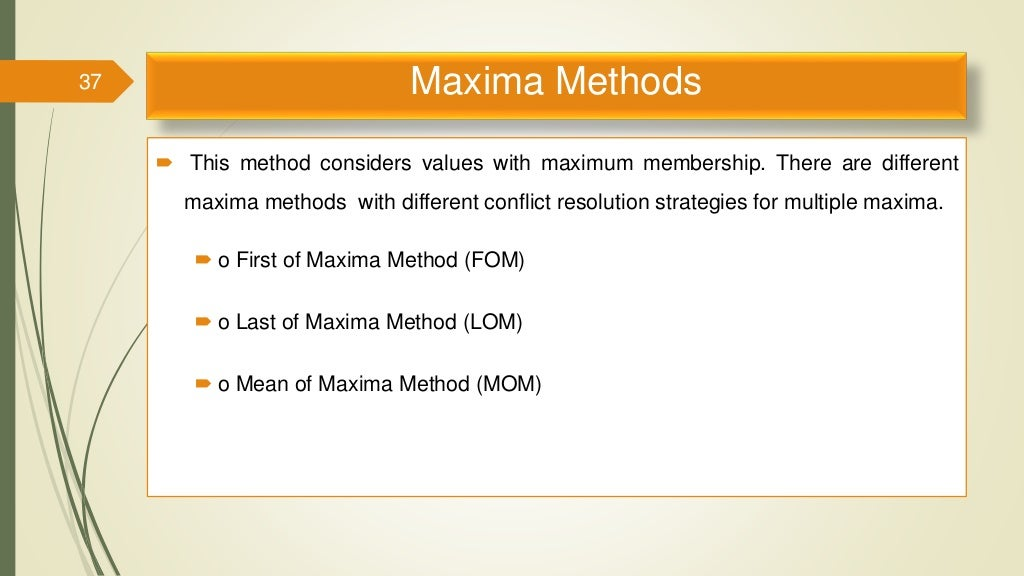 37
Maxima Methods
This method considers values with maximum membership. There are different
maxima methods with different conflict resolution strategies for multiple maxima.
o First of Maxima Method (FOM)
o Last of Maxima Method (LOM)
o Mean of Maxima Method (MOM)